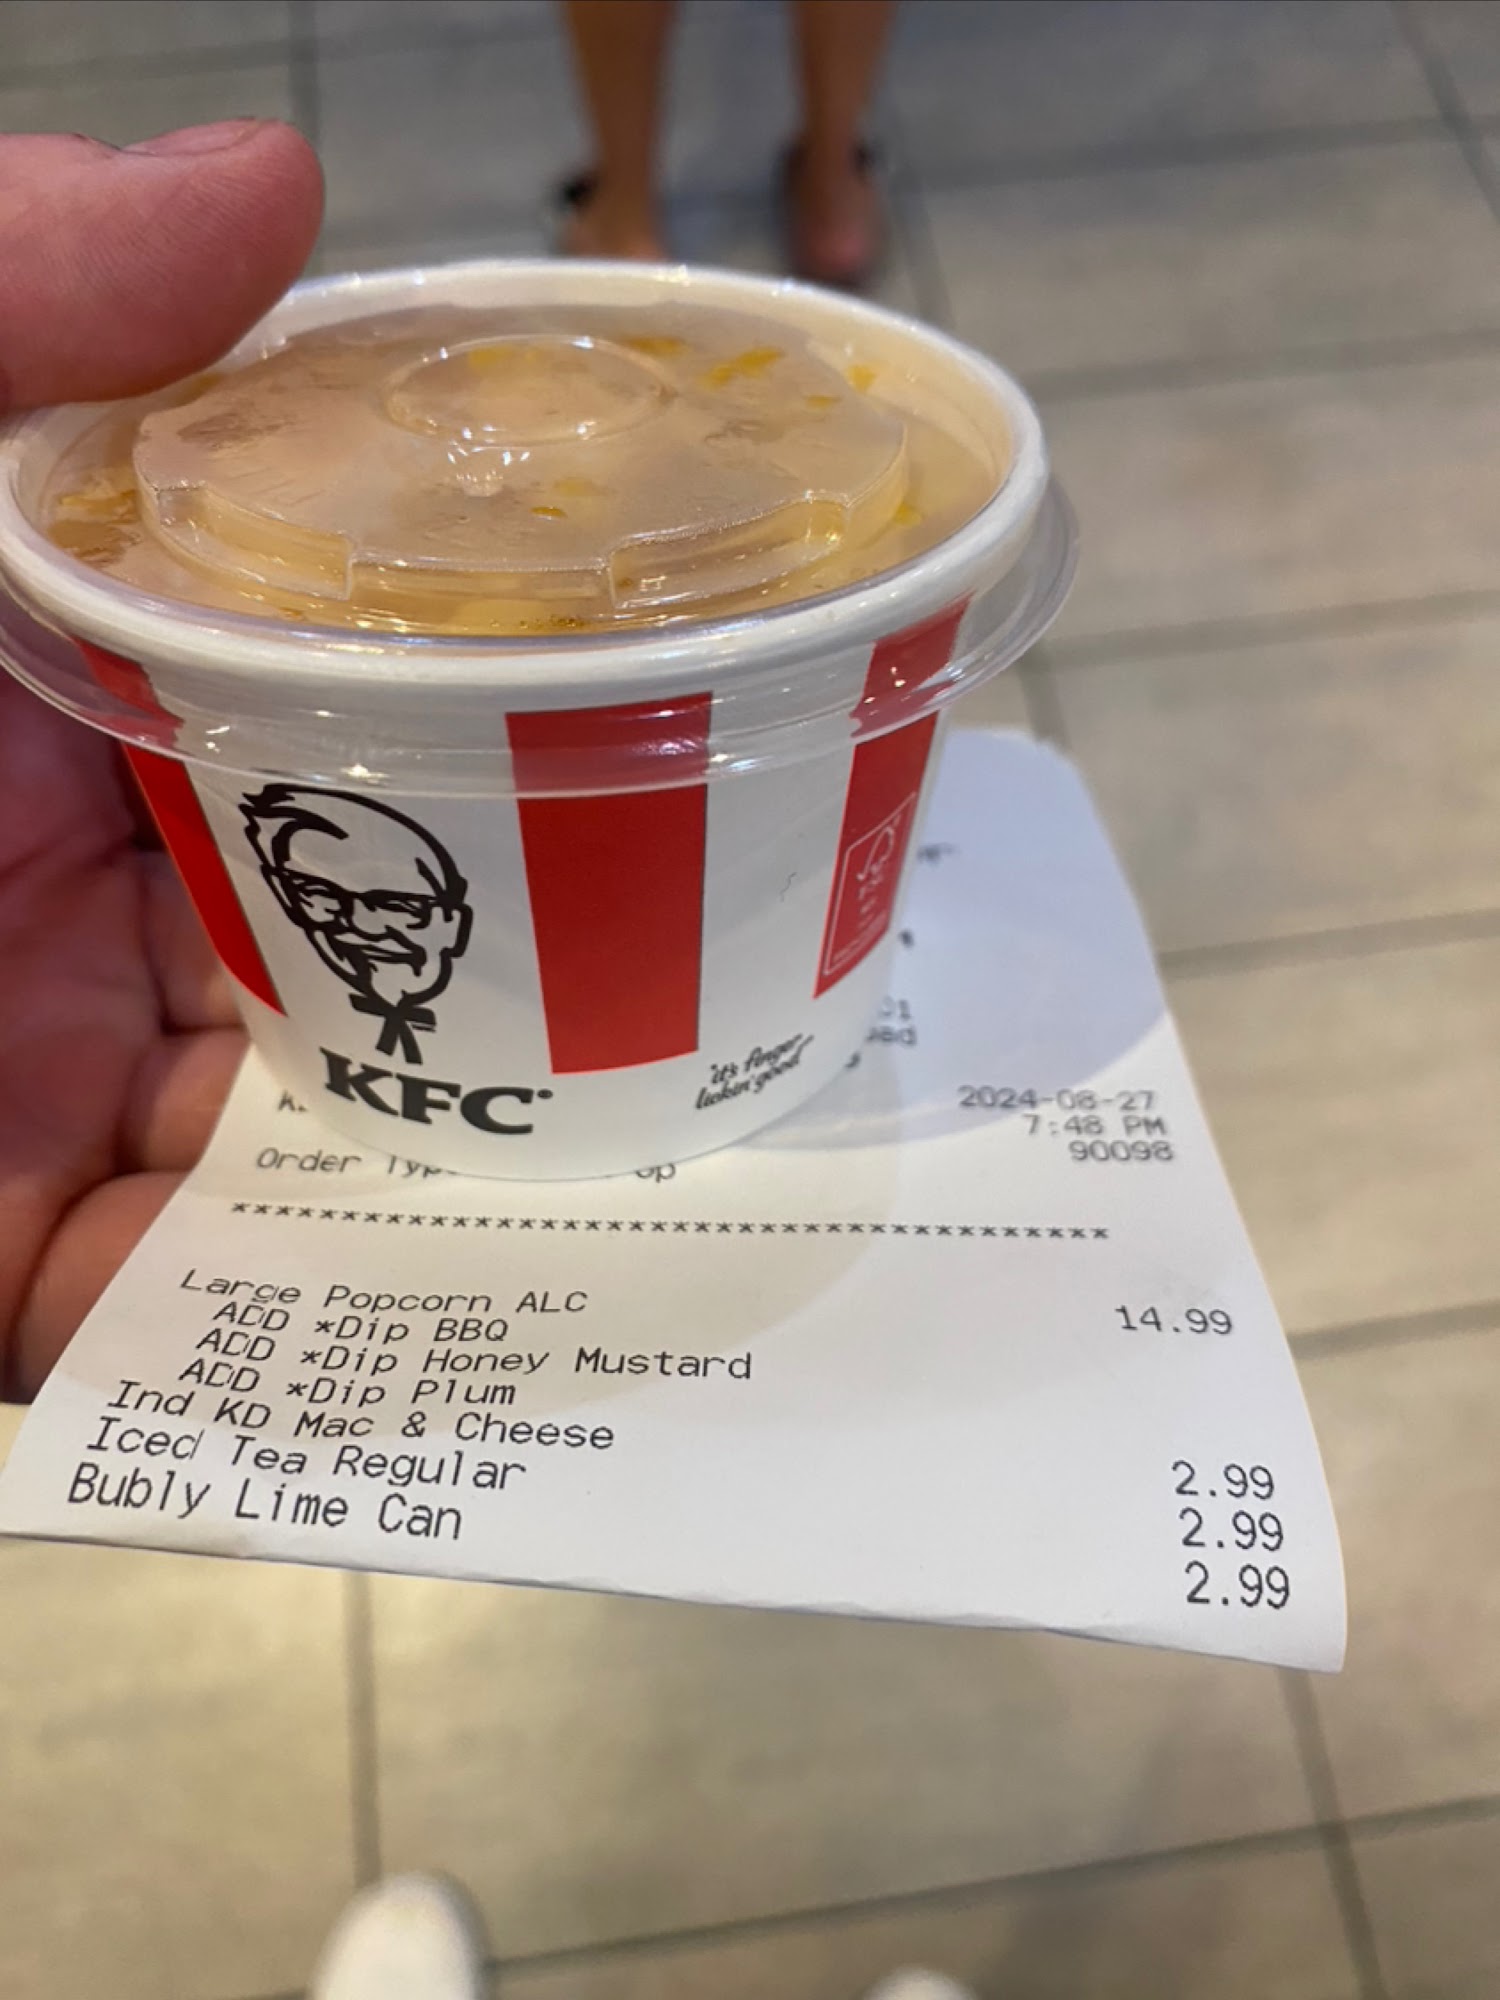 KFC
it's finger
lickin' good
2024-08-27
7:48 PM
90098
Order
****************************************
Large Popcorn ALC 14.99
ADD *Dip BBQ
ADD *Dip Honey Mustard
ADD *Dip Plum
Ind KD Mac & Cheese 2.99
Iced Tea Regular 2.99
Bubly Lime Can 2.99